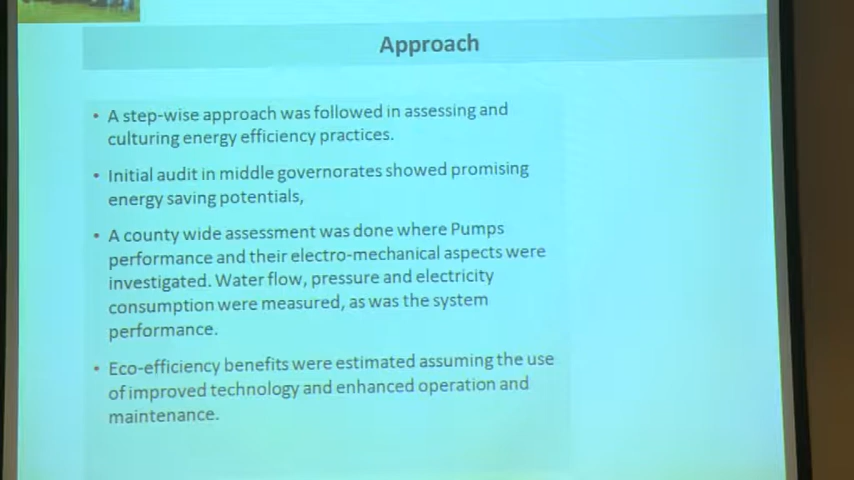 Approach
• A step-wise approach was followed in assessing and
culturing energy efficiency practices.
• Initial audit in middle governorates showed promising
energy saving potentials,
• A county wide assessment was done where Pumps
performance and their electro-mechanical aspects were
investigated. Water flow, pressure and electricity
consumption were measured, as was the system
performance.
• Eco-efficiency benefits were estimated assuming the use
of improved technology and enhanced operation and
maintenance.